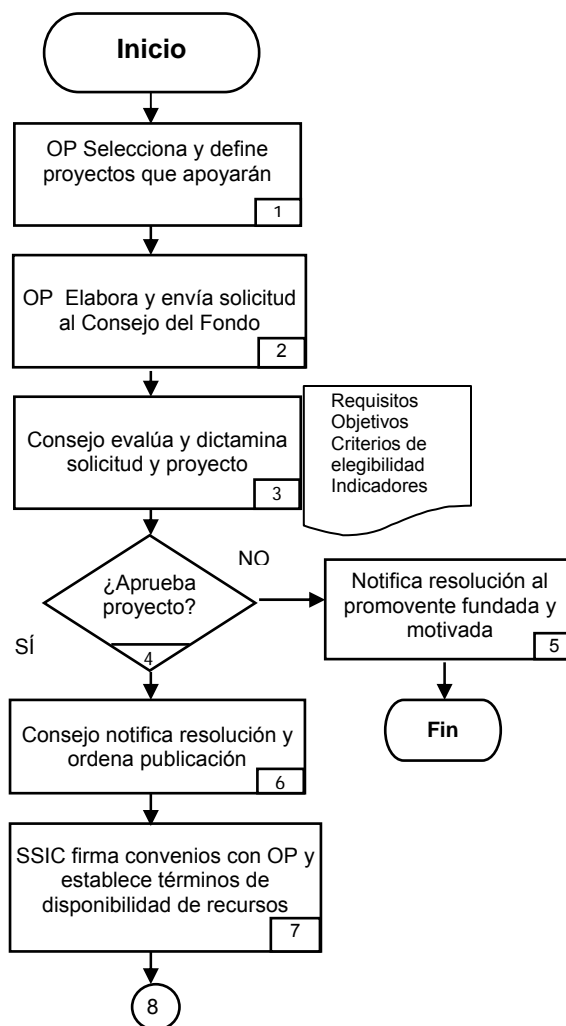 Inicio
OP Selecciona y define
proyectos que apoyarán
1
OP Elabora y envía solicitud
al Consejo del Fondo
2
Consejo evalúa y dictamina
solicitud y proyecto
3
Requisitos
Objetivos
Criterios de
elegibilidad
Indicadores
¿Aprueba
proyecto?
4
NO
SÍ
Notifica resolución al
promovente fundada y
motivada
5
Fin
Consejo notifica resolución y
ordena publicación
6
SSIC firma convenios con OP y
establece términos de
disponibilidad de recursos
7
8